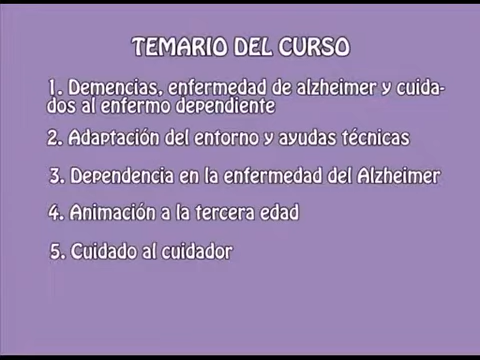 TEMARIO DEL CURSO
1. Demencias, enfermedad de alzheimer y cuida-
dos al enfermo dependiente
2. Adaptación del entorno y ayudas técnicas
3. Dependencia en la enfermedad del Alzheimer
4. Animación a la tercera edad
5. Cuidado al cuidador